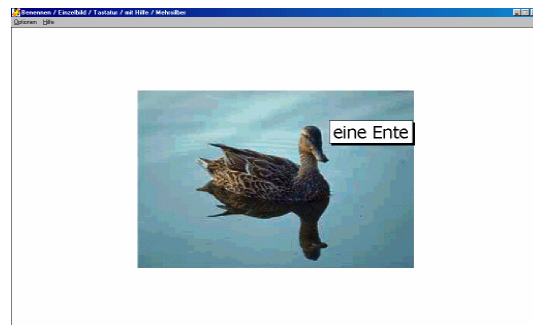 Benennen / Einzelbild / Tastatur / mit Hilfe / Mehrsilber
Optionen Hilfe
eine Ente